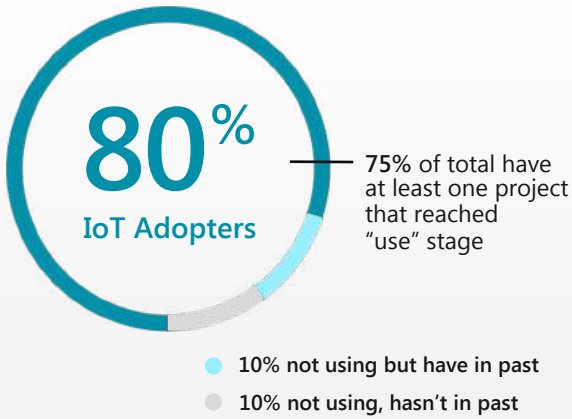 80%
IoT Adopters
75% of total have
at least one project
that reached
“use” stage
10% not using but have in past
10% not using, hasn’t in past